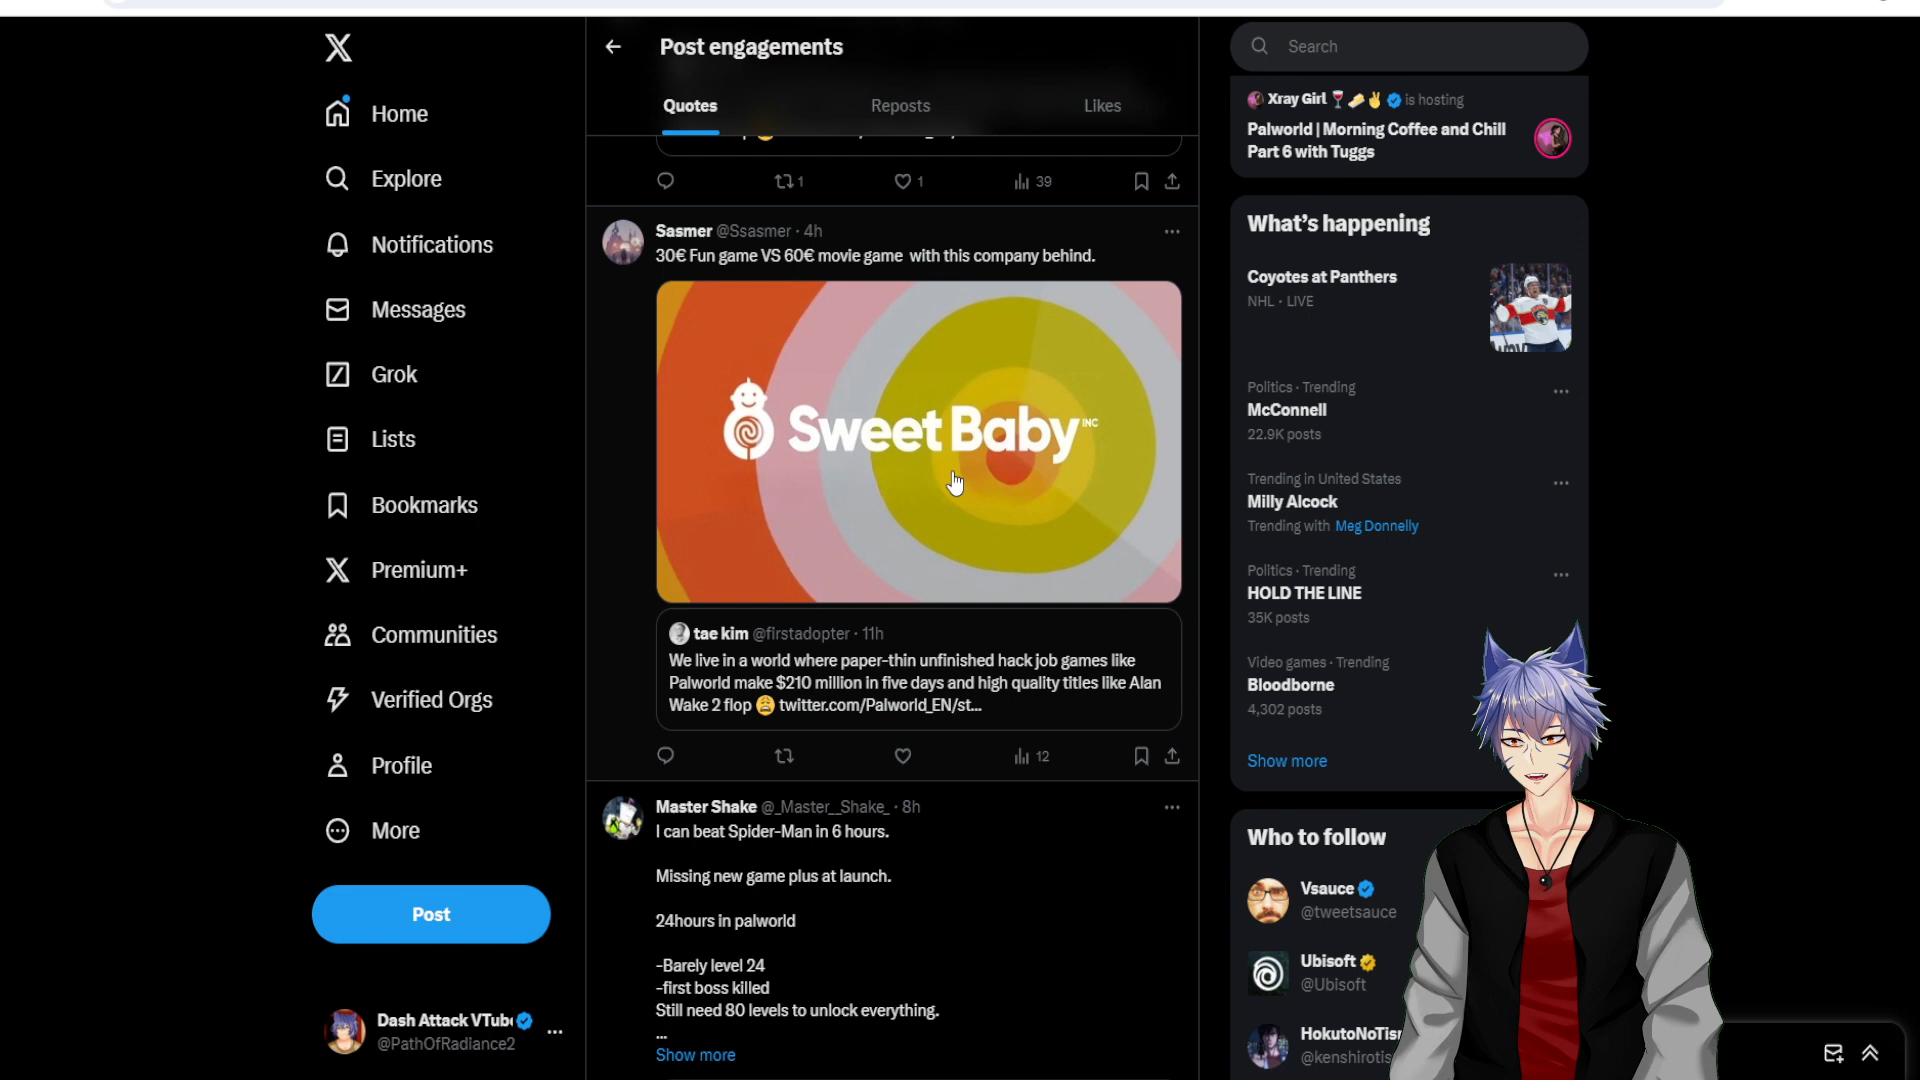 Home
Explore
Notifications
Messages
Grok
Lists
Bookmarks
Premium+
Communities
Verified Orgs
Profile
More
Post
Dash Attack VTub
@PathOfRadiance2
Post engagements
Quotes
Reposts
Likes
1
1
39
Sasmer @Ssasmer · 4h
30€ Fun game VS 60€ movie game with this company behind.
Sweet Baby INC
tae kim @firstadopter · 11h
We live in a world where paper-thin unfinished hack job games like
Palworld make $210 million in five days and high quality titles like Alan
Wake 2 flop 😩 twitter.com/Palworld_EN/st...
12
Master Shake @_Master__Shake_ · 8h
I can beat Spider-Man in 6 hours.
Missing new game plus at launch.
24hours in palworld
-Barely level 24
-first boss killed
Still need 80 levels to unlock everything.
...
Show more
Search
Xray Girl 🍷🧀✌ is hosting
Palworld | Morning Coffee and Chill
Part 6 with Tuggs
What's happening
Coyotes at Panthers
NHL · LIVE
Politics · Trending
McConnell
22.9K posts
Trending in United States
Milly Alcock
Trending with Meg Donnelly
Politics · Trending
HOLD THE LINE
35K posts
Video games · Trending
Bloodborne
4,302 posts
Show more
Who to follow
Vsauce
@tweetsauce
Ubisoft
@Ubisoft
HokutoNoTis
@kenshirotis